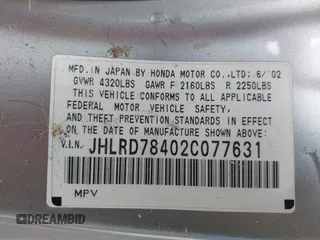 MFD. IN JAPAN BY HONDA MOTOR CO., LTD: 6/'02
GVWR 4320LBS GAWR F 2160LBS R 2250LBS
THIS VEHICLE CONFORMS TO ALL APPLICABLE
FEDERAL MOTOR VEHICLE SAFETY,
AND THEFT PREVENTION STANDARDS IN EFFECT
ON THE DATE OF MANUFACTURE SHOWN ABOVE.
V.I.N. JHLRD78402C077631
MPV
DREAMBID